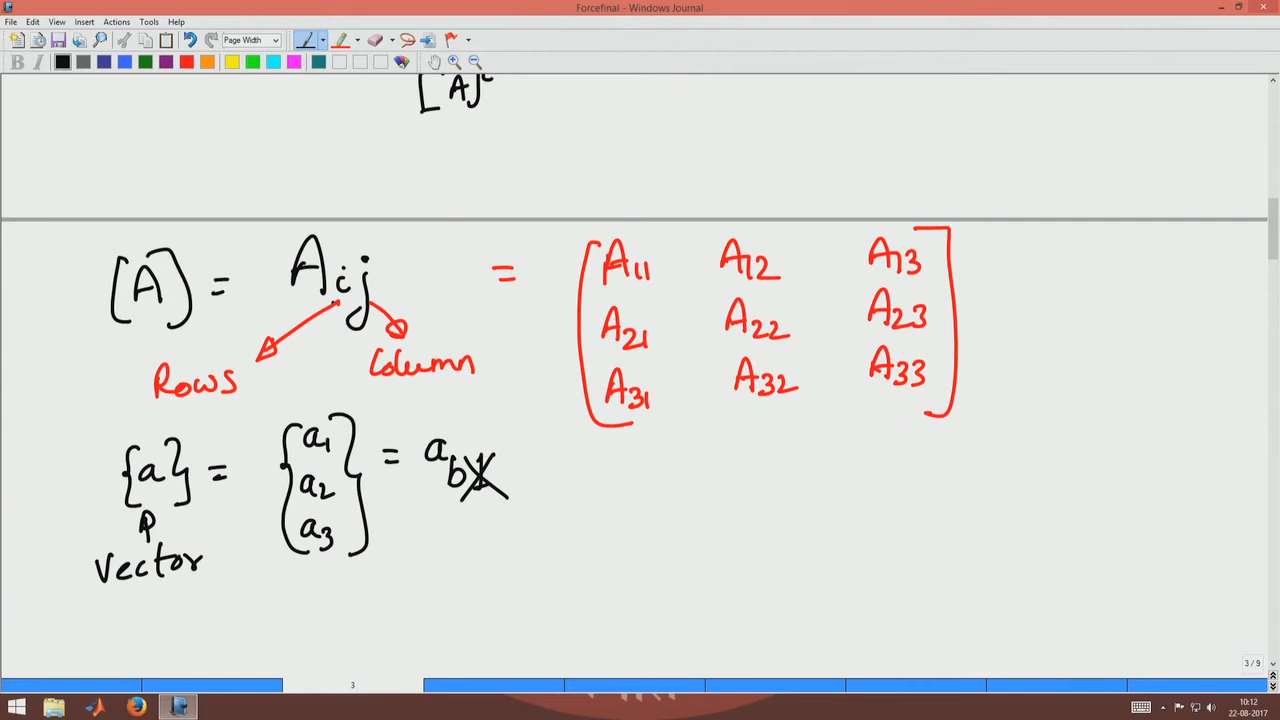 Forcefinal - Windows Journal
File Edit View Insert Actions Tools Help
Page Width
B I
[A]
[A] = Aij = [A11 A12 A13
A21 A22 A23
A31 A32 A33]
Rows Column
{a} = {a1 a2 a3} = ab
vector
3 / 9
3
10:12
22-08-2017